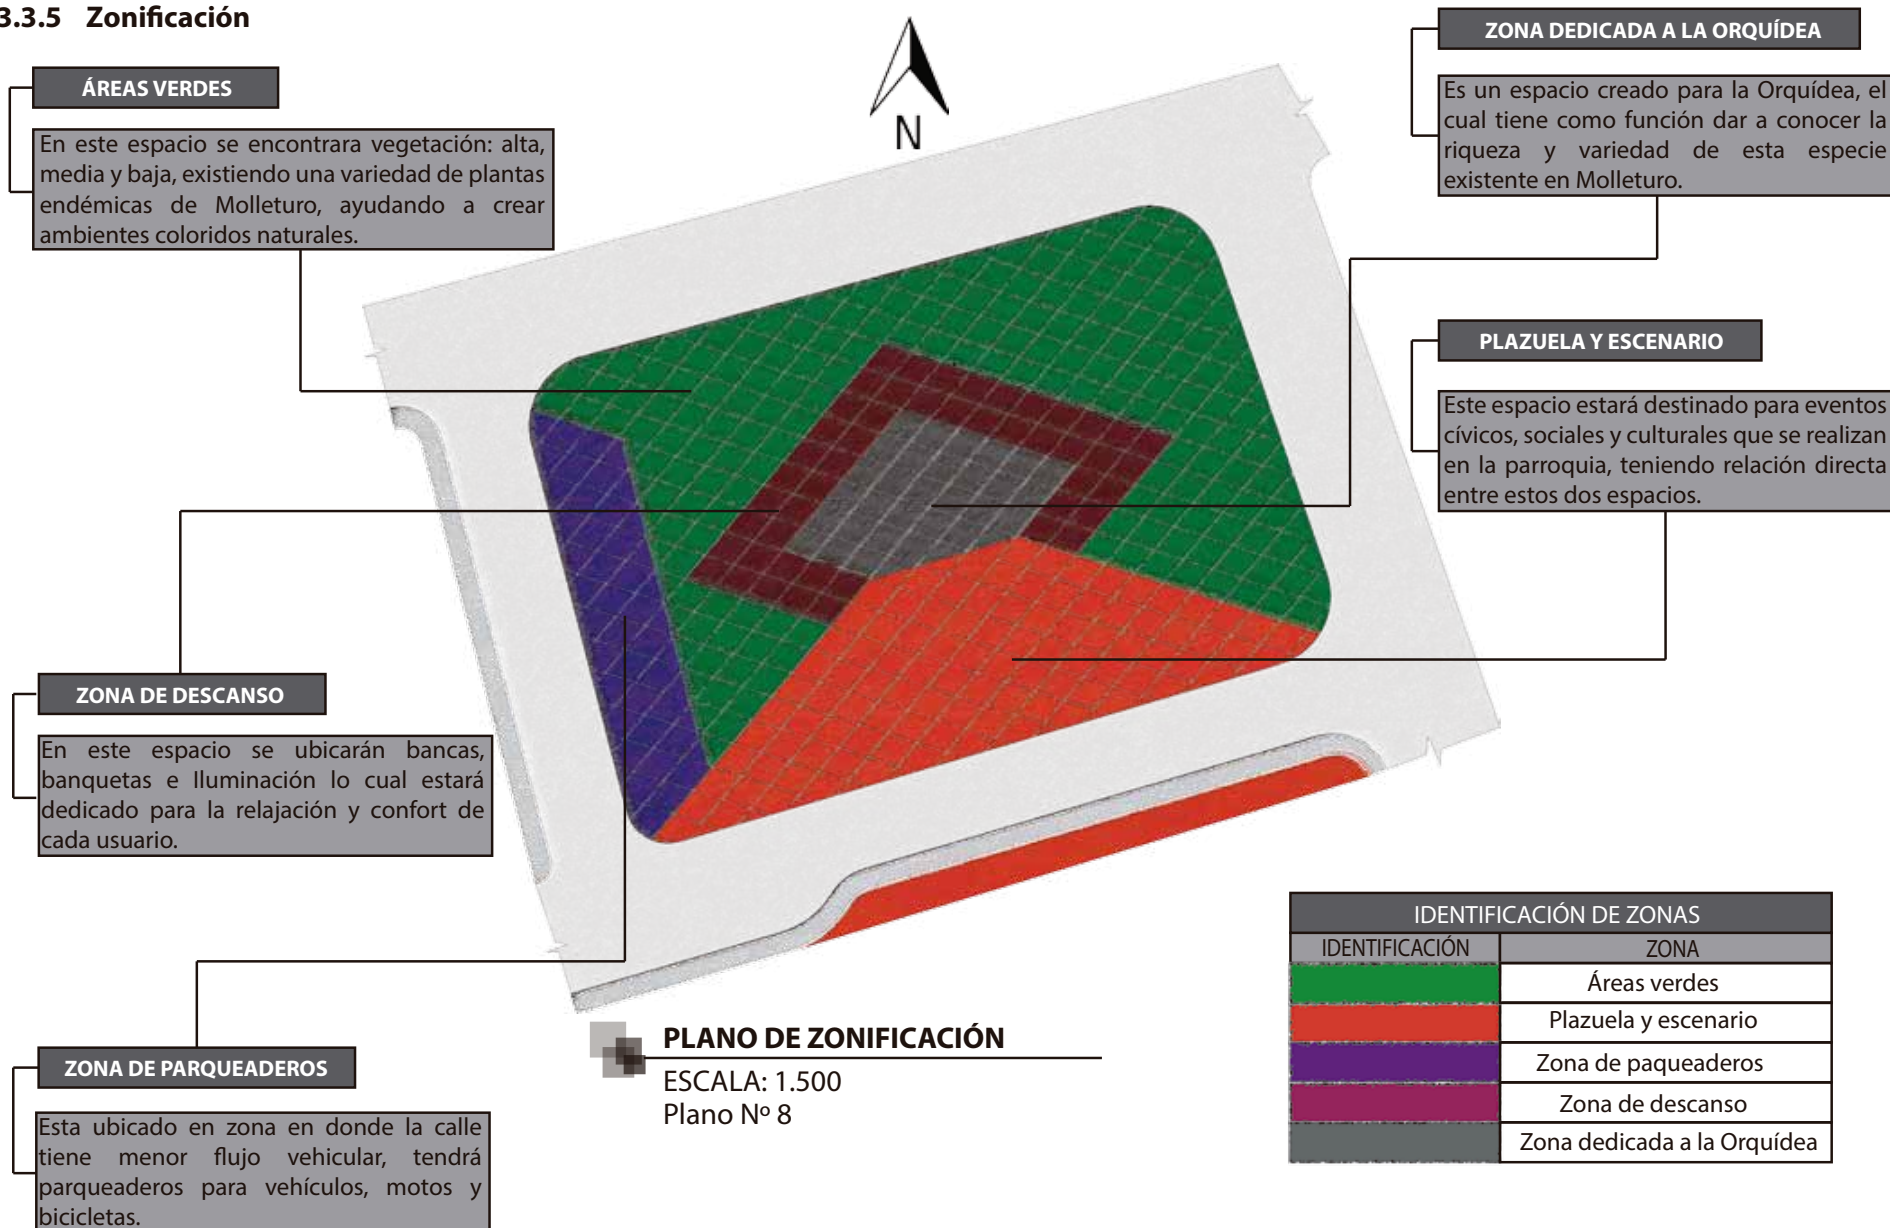 3.3.5 Zonificación
ÁREAS VERDES
En este espacio se encontrara vegetación: alta,
media y baja, existiendo una variedad de plantas
endémicas de Molleturo, ayudando a crear
ambientes coloridos naturales.
N
ZONA DEDICADA A LA ORQUÍDEA
Es un espacio creado para la Orquídea, el
cual tiene como función dar a conocer la
riqueza y variedad de esta especie
existente en Molleturo.
PLAZUELA Y ESCENARIO
Este espacio estará destinado para eventos
cívicos, sociales y culturales que se realizan
en la parroquia, teniendo relación directa
entre estos dos espacios.
ZONA DE DESCANSO
En este espacio se ubicarán bancas,
banquetas e Iluminación lo cual estará
dedicado para la relajación y confort de
cada usuario.
ZONA DE PARQUEADEROS
Esta ubicado en zona en donde la calle
tiene menor flujo vehicular, tendrá
parqueaderos para vehículos, motos y
bicicletas.
PLANO DE ZONIFICACIÓN
ESCALA: 1.500
Plano Nº 8
IDENTIFICACIÓN DE ZONAS
IDENTIFICACIÓN ZONA
Áreas verdes
Plazuela y escenario
Zona de paqueaderos
Zona de descanso
Zona dedicada a la Orquídea